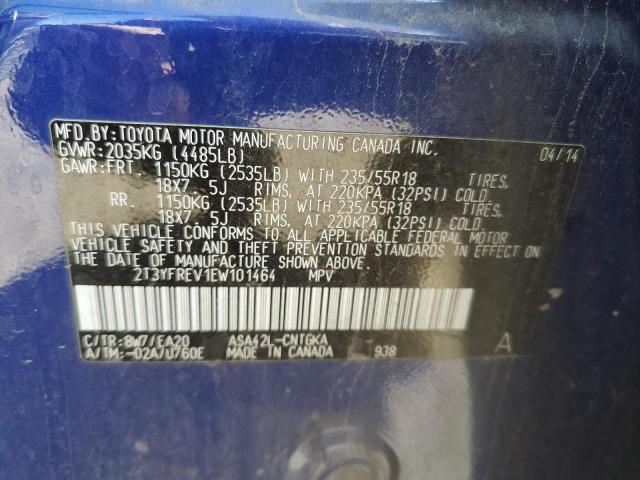 MFD.BY:TOYOTA MOTOR MANUFACTURING CANADA INC. 04/14
GVWR:2035KG (4485LB)
GAWR:FRT. 1150KG (2535LB) WITH 235/55R18 TIRES,
18X7 5J RIMS, AT 220KPA (32PSI) COLD.
RR. 1150KG (2535LB) WITH 235/55R18 TIRES,
18X7 5J RIMS, AT 220KPA (32PSI) COLD.
THIS VEHICLE CONFORMS TO ALL APPLICABLE FEDERAL MOTOR
VEHICLE SAFETY AND THEFT PREVENTION STANDARDS IN EFFECT ON
THE DATE OF MANUFACTURE SHOWN ABOVE.
2T3YFREV1EW101464 MPV
C/TR:8W7/EA20 ASA42L-CNTGKA
A/TM:-02A/U760E MADE IN CANADA 938 A